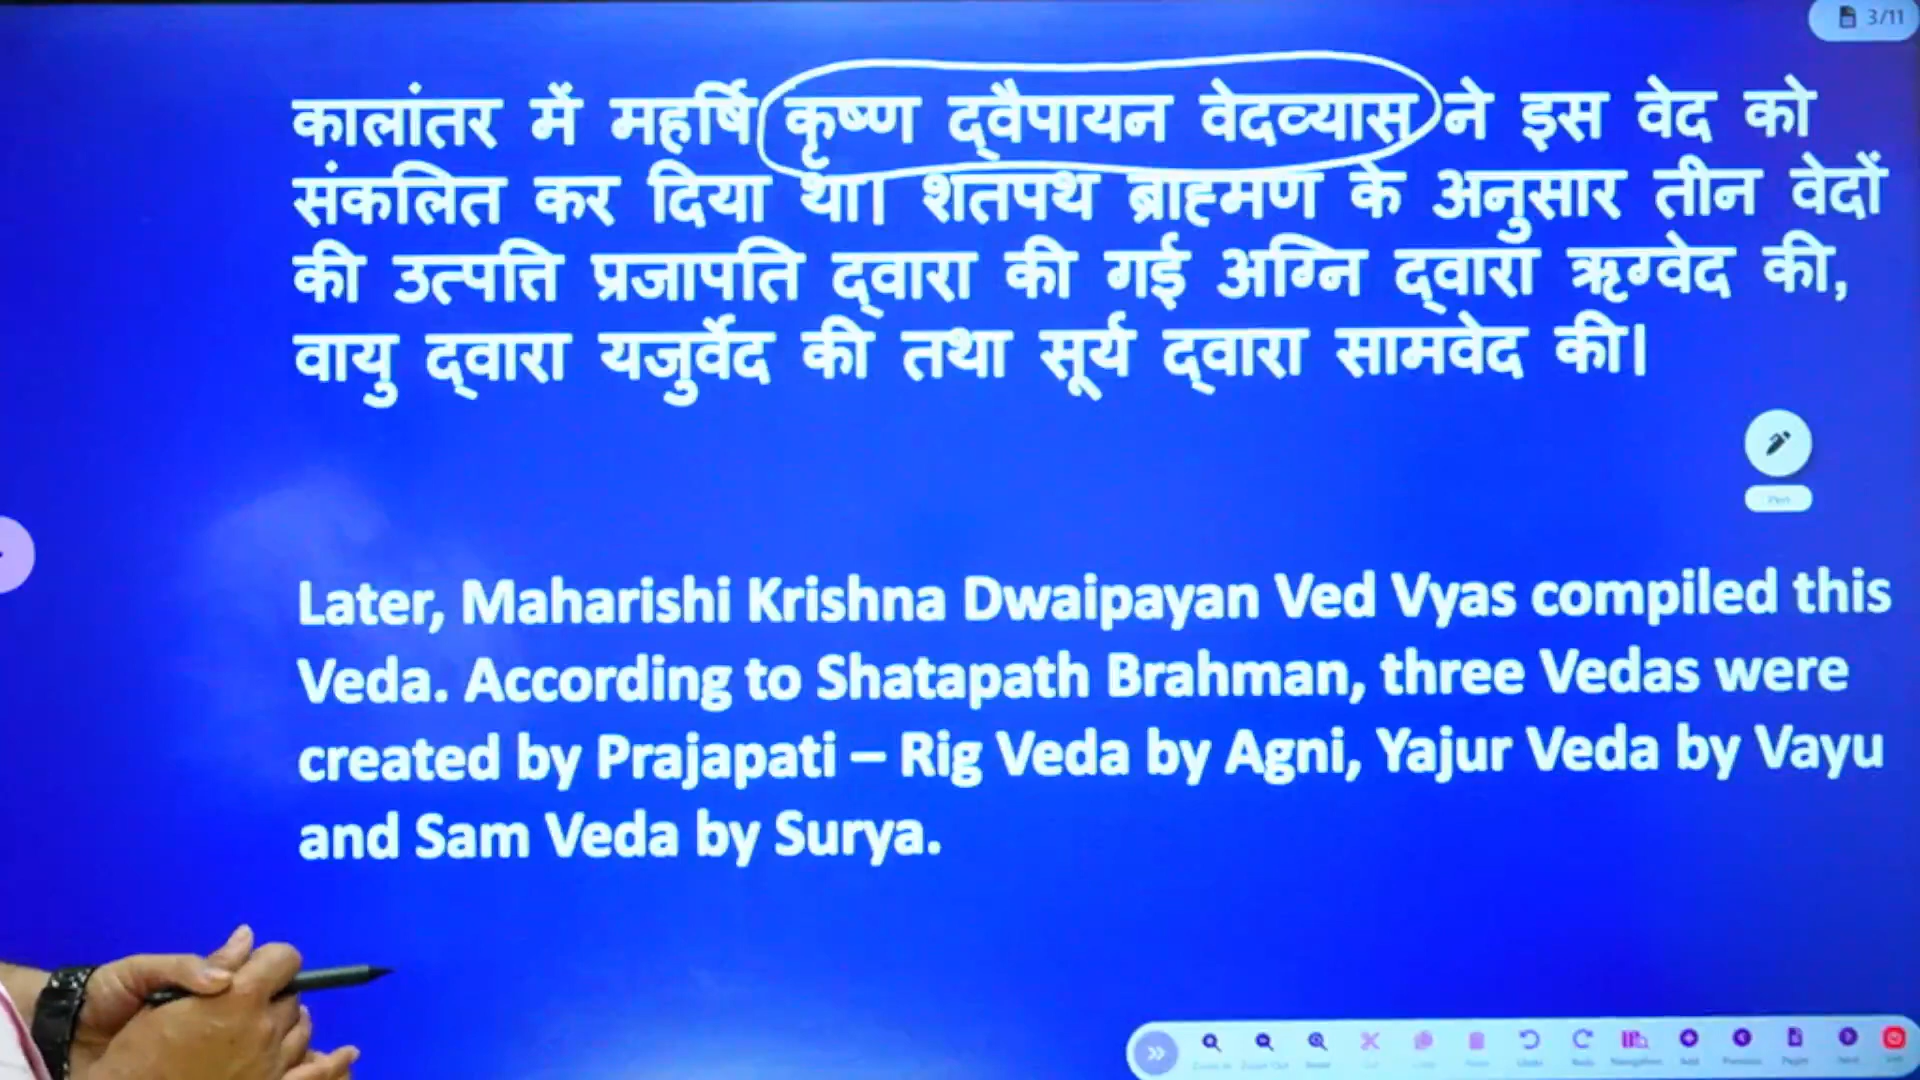 3/11
कालांतर में महर्षि कृष्ण द्वैपायन वेदव्यास ने इस वेद को
संकलित कर दिया था। शतपथ ब्राह्मण के अनुसार तीन वेदों
की उत्पत्ति प्रजापति द्वारा की गई अग्नि द्वारा ऋग्वेद की,
वायु द्वारा यजुर्वेद की तथा सूर्य द्वारा सामवेद की।
Pen
Later, Maharishi Krishna Dwaipayan Ved Vyas compiled this
Veda. According to Shatapath Brahman, three Vedas were
created by Prajapati – Rig Veda by Agni, Yajur Veda by Vayu
and Sam Veda by Surya.